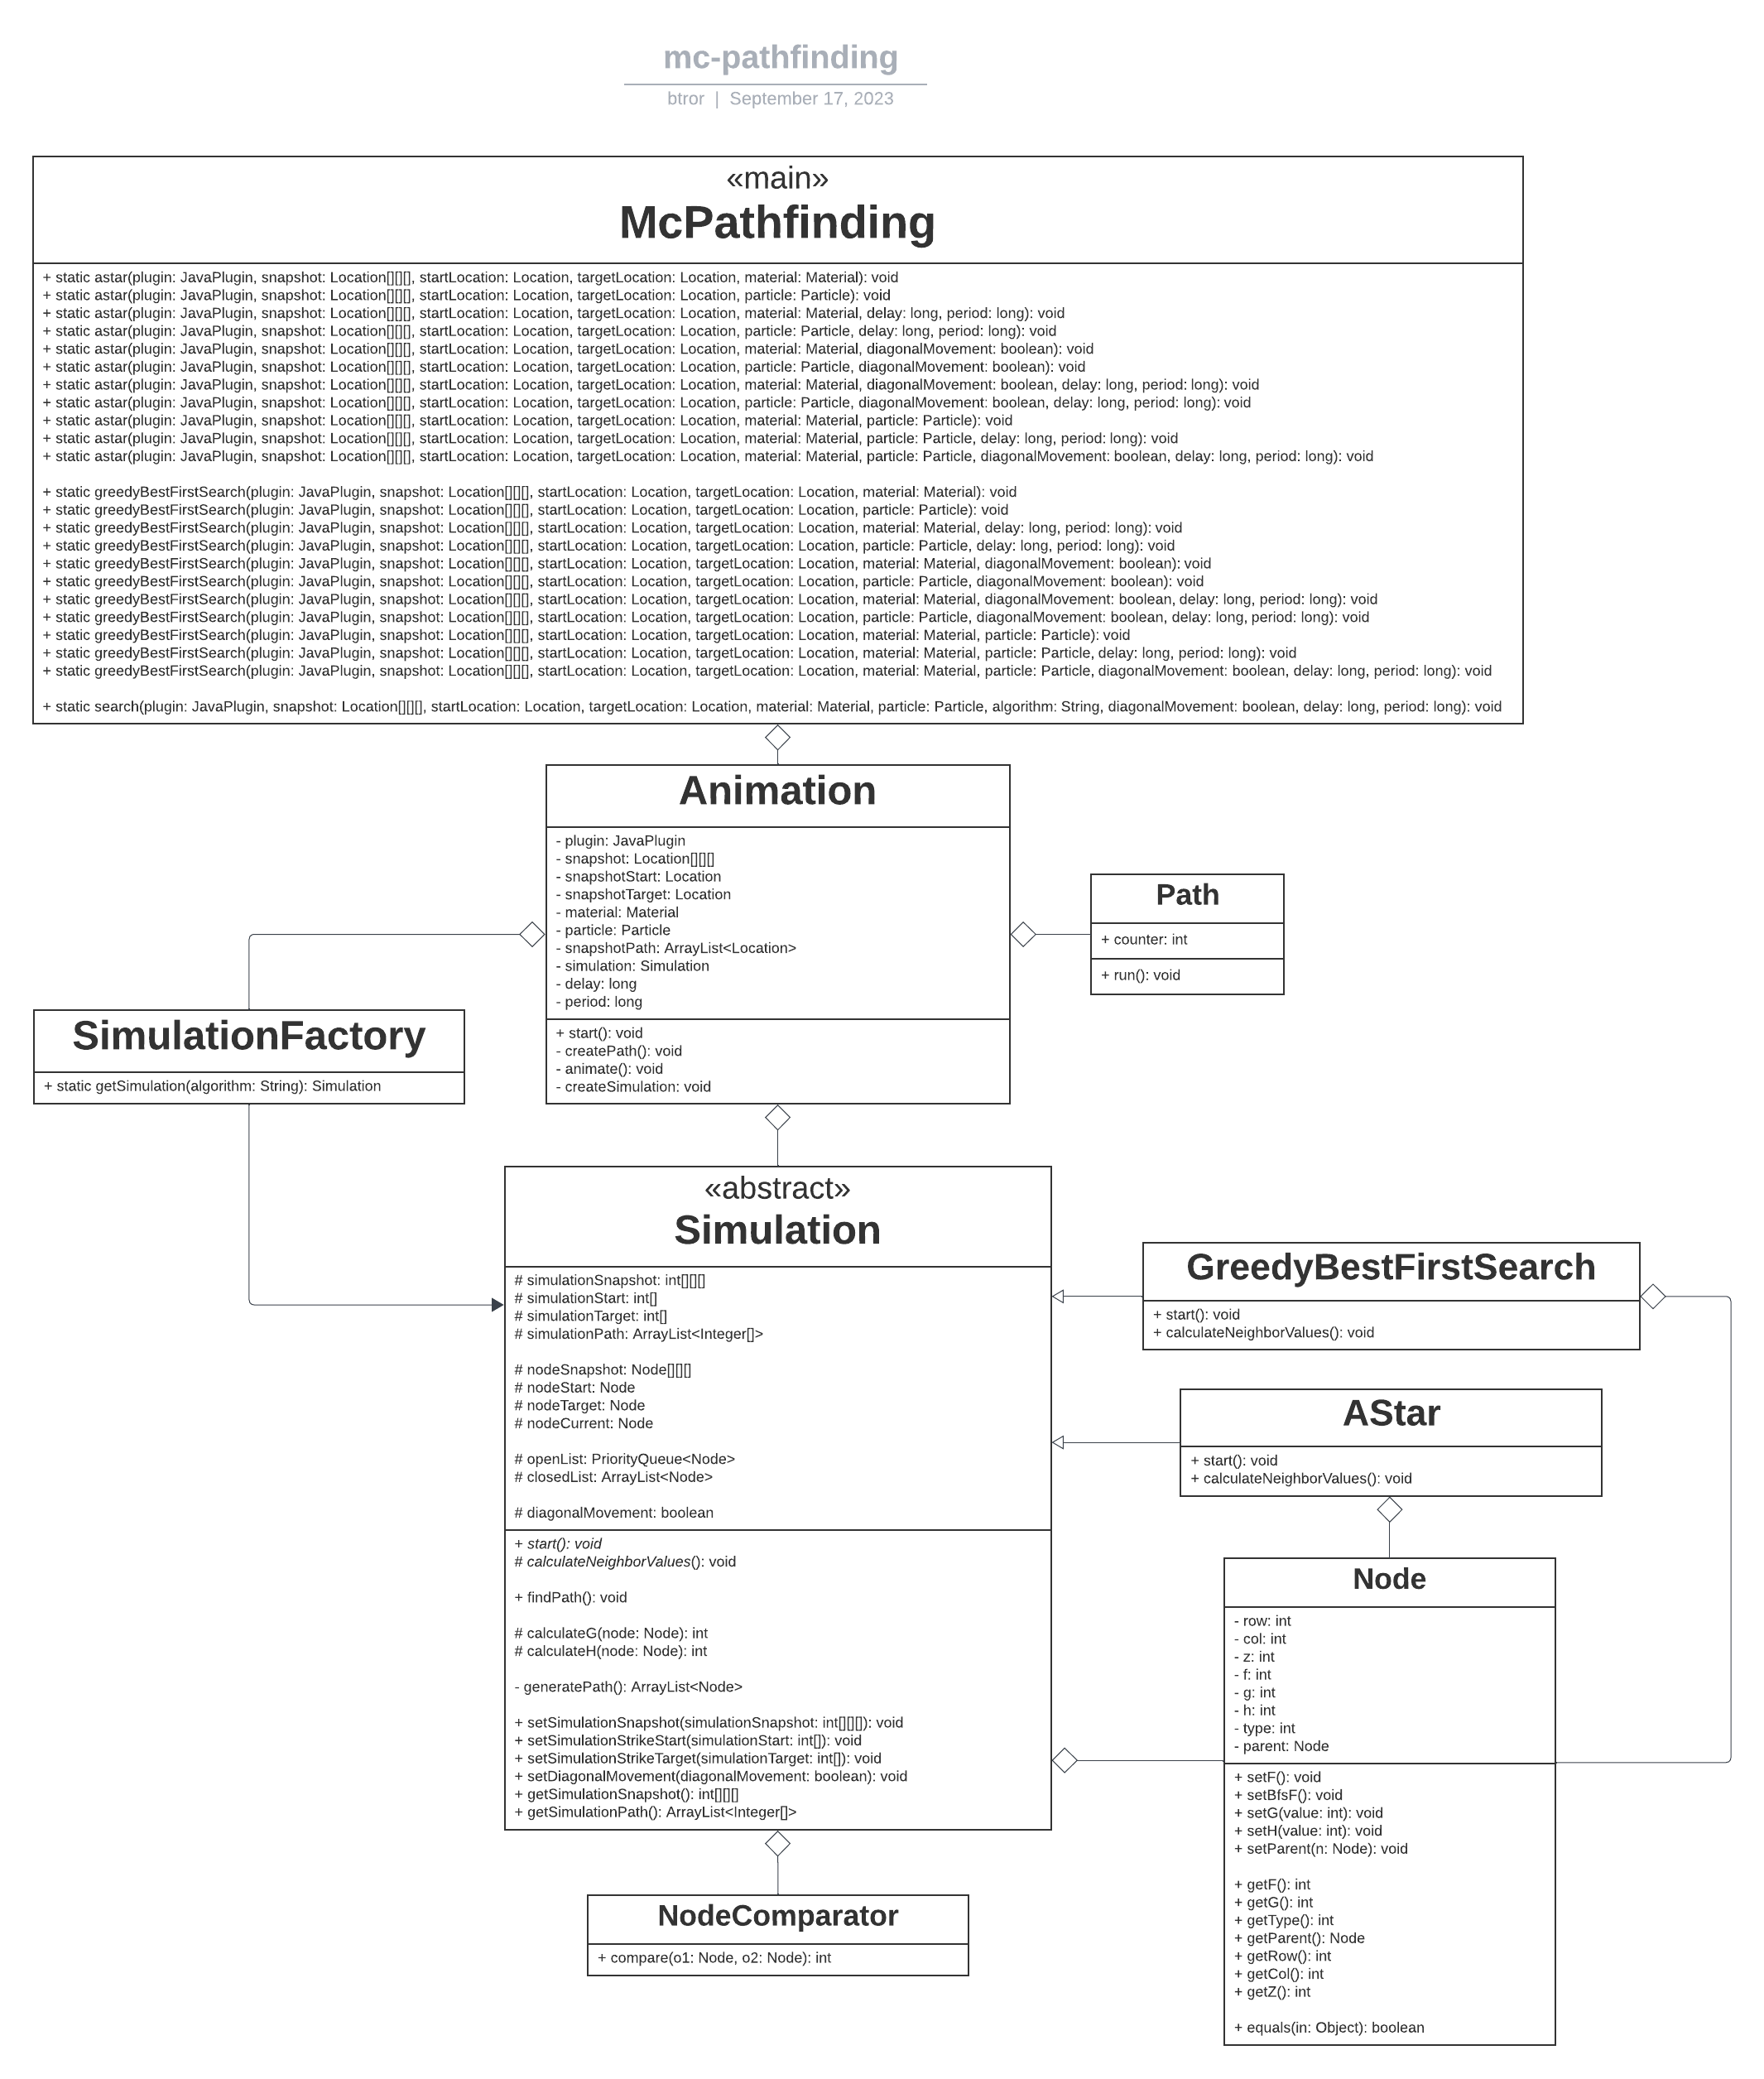 mc-pathfinding
btror | September 17, 2023
«main»
McPathfinding
+ static astar(plugin: JavaPlugin, snapshot: Location[][][], startLocation: Location, targetLocation: Location, material: Material): void
+ static astar(plugin: JavaPlugin, snapshot: Location[][][], startLocation: Location, targetLocation: Location, particle: Particle): void
+ static astar(plugin: JavaPlugin, snapshot: Location[][][], startLocation: Location, targetLocation: Location, material: Material, delay: long, period: long): void
+ static astar(plugin: JavaPlugin, snapshot: Location[][][], startLocation: Location, targetLocation: Location, particle: Particle, delay: long, period: long): void
+ static astar(plugin: JavaPlugin, snapshot: Location[][][], startLocation: Location, targetLocation: Location, material: Material, diagonalMovement: boolean): void
+ static astar(plugin: JavaPlugin, snapshot: Location[][][], startLocation: Location, targetLocation: Location, particle: Particle, diagonalMovement: boolean): void
+ static astar(plugin: JavaPlugin, snapshot: Location[][][], startLocation: Location, targetLocation: Location, material: Material, diagonalMovement: boolean, delay: long, period: long): void
+ static astar(plugin: JavaPlugin, snapshot: Location[][][], startLocation: Location, targetLocation: Location, particle: Particle, diagonalMovement: boolean, delay: long, period: long): void
+ static astar(plugin: JavaPlugin, snapshot: Location[][][], startLocation: Location, targetLocation: Location, material: Material, particle: Particle): void
+ static astar(plugin: JavaPlugin, snapshot: Location[][][], startLocation: Location, targetLocation: Location, material: Material, particle: Particle, delay: long, period: long): void
+ static astar(plugin: JavaPlugin, snapshot: Location[][][], startLocation: Location, targetLocation: Location, material: Material, particle: Particle, diagonalMovement: boolean, delay: long, period: long): void
+ static greedyBestFirstSearch(plugin: JavaPlugin, snapshot: Location[][][], startLocation: Location, targetLocation: Location, material: Material): void
+ static greedyBestFirstSearch(plugin: JavaPlugin, snapshot: Location[][][], startLocation: Location, targetLocation: Location, particle: Particle): void
+ static greedyBestFirstSearch(plugin: JavaPlugin, snapshot: Location[][][], startLocation: Location, targetLocation: Location, material: Material, delay: long, period: long): void
+ static greedyBestFirstSearch(plugin: JavaPlugin, snapshot: Location[][][], startLocation: Location, targetLocation: Location, particle: Particle, delay: long, period: long): void
+ static greedyBestFirstSearch(plugin: JavaPlugin, snapshot: Location[][][], startLocation: Location, targetLocation: Location, material: Material, diagonalMovement: boolean): void
+ static greedyBestFirstSearch(plugin: JavaPlugin, snapshot: Location[][][], startLocation: Location, targetLocation: Location, particle: Particle, diagonalMovement: boolean): void
+ static greedyBestFirstSearch(plugin: JavaPlugin, snapshot: Location[][][], startLocation: Location, targetLocation: Location, material: Material, diagonalMovement: boolean, delay: long, period: long): void
+ static greedyBestFirstSearch(plugin: JavaPlugin, snapshot: Location[][][], startLocation: Location, targetLocation: Location, particle: Particle, diagonalMovement: boolean, delay: long, period: long): void
+ static greedyBestFirstSearch(plugin: JavaPlugin, snapshot: Location[][][], startLocation: Location, targetLocation: Location, material: Material, particle: Particle): void
+ static greedyBestFirstSearch(plugin: JavaPlugin, snapshot: Location[][][], startLocation: Location, targetLocation: Location, material: Material, particle: Particle, delay: long, period: long): void
+ static greedyBestFirstSearch(plugin: JavaPlugin, snapshot: Location[][][], startLocation: Location, targetLocation: Location, material: Material, particle: Particle, diagonalMovement: boolean, delay: long, period: long): void
+ static search(plugin: JavaPlugin, snapshot: Location[][][], startLocation: Location, targetLocation: Location, material: Material, particle: Particle, algorithm: String, diagonalMovement: boolean, delay: long, period: long): void
Animation
- plugin: JavaPlugin
- snapshot: Location[][][]
- snapshotStart: Location
- snapshotTarget: Location
- material: Material
- particle: Particle
- snapshotPath: ArrayList<Location>
- simulation: Simulation
- delay: long
- period: long
+ start(): void
- createPath(): void
- animate(): void
- createSimulation: void
Path
+ counter: int
+ run(): void
SimulationFactory
+ static getSimulation(algorithm: String): Simulation
«abstract»
Simulation
# simulationSnapshot: int[][][]
# simulationStart: int[]
# simulationTarget: int[]
# simulationPath: ArrayList<Integer[]>
# nodeSnapshot: Node[][][]
# nodeStart: Node
# nodeTarget: Node
# nodeCurrent: Node
# openList: PriorityQueue<Node>
# closedList: ArrayList<Node>
# diagonalMovement: boolean
+ start(): void
# calculateNeighborValues(): void
+ findPath(): void
# calculateG(node: Node): int
# calculateH(node: Node): int
- generatePath(): ArrayList<Node>
+ setSimulationSnapshot(simulationSnapshot: int[][][]): void
+ setSimulationStrikeStart(simulationStart: int[]): void
+ setSimulationStrikeTarget(simulationTarget: int[]): void
+ setDiagonalMovement(diagonalMovement: boolean): void
+ getSimulationSnapshot(): int[][][]
+ getSimulationPath(): ArrayList<Integer[]>
GreedyBestFirstSearch
+ start(): void
+ calculateNeighborValues(): void
AStar
+ start(): void
+ calculateNeighborValues(): void
Node
- row: int
- col: int
- z: int
- f: int
- g: int
- h: int
- type: int
- parent: Node
+ setF(): void
+ setBfsF(): void
+ setG(value: int): void
+ setH(value: int): void
+ setParent(n: Node): void
+ getF(): int
+ getG(): int
+ getType(): int
+ getParent(): Node
+ getRow(): int
+ getCol(): int
+ getZ(): int
+ equals(in: Object): boolean
NodeComparator
+ compare(o1: Node, o2: Node): int